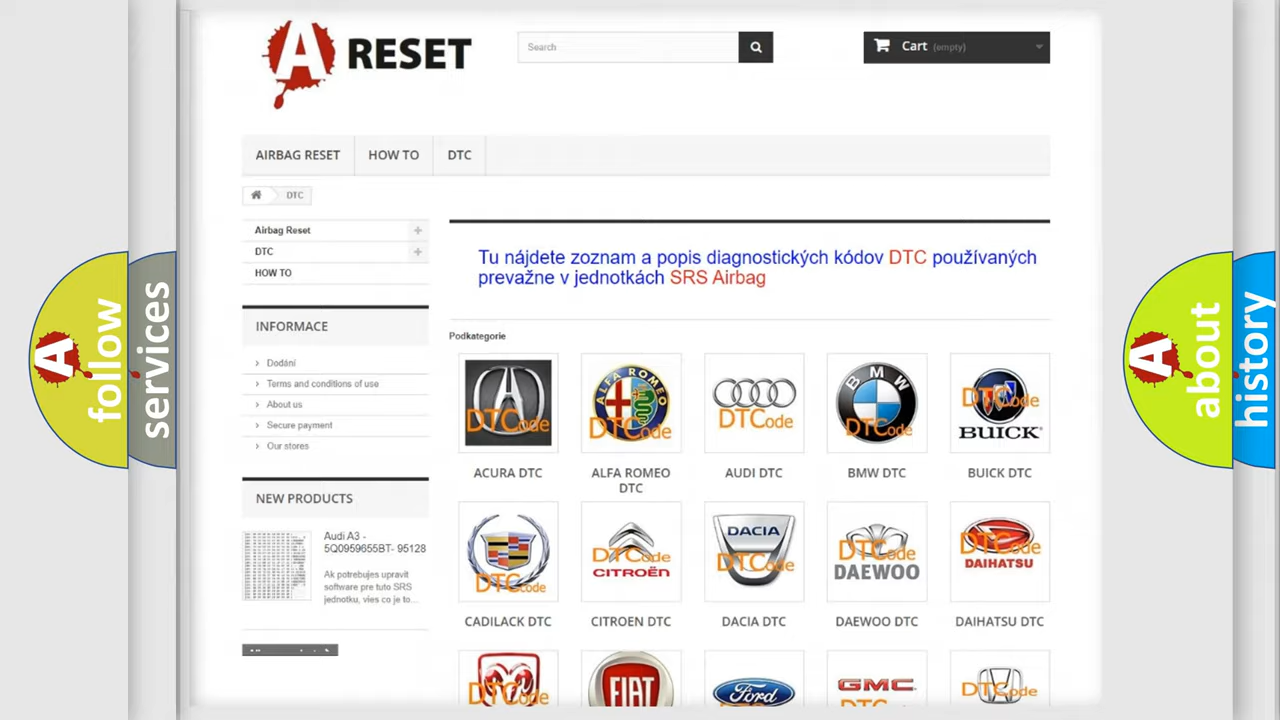 A RESET
Search
Cart (empty)
AIRBAG RESET
HOW TO
DTC
DTC
Airbag Reset
DTC
HOW TO
INFORMACE
Dodání
Terms and conditions of use
About us
Secure payment
Our stores
NEW PRODUCTS
Audi A3 -
5Q0959655BT- 95128
Ak potrebujes upravit
software pre tuto SRS
jednotku, vies co je to...
Tu nájdete zoznam a popis diagnostických kódov DTC používaných
prevažne v jednotkách SRS Airbag
Podkategorie
DTCode
ALFA ROMEO
DTCode
DTCode
BMW
DTCode
DTCode
BUICK
ACURA DTC
ALFA ROMEO
DTC
AUDI DTC
BMW DTC
BUICK DTC
DTCode
DTCode
CITROËN
DACIA
DTCode
DTCode
DAEWOO
DTCode
DAIHATSU
CADILACK DTC
CITROEN DTC
DACIA DTC
DAEWOO DTC
DAIHATSU DTC
DTCode
FIAT
Ford
GMC
DTCode
A follow
services
A about
history